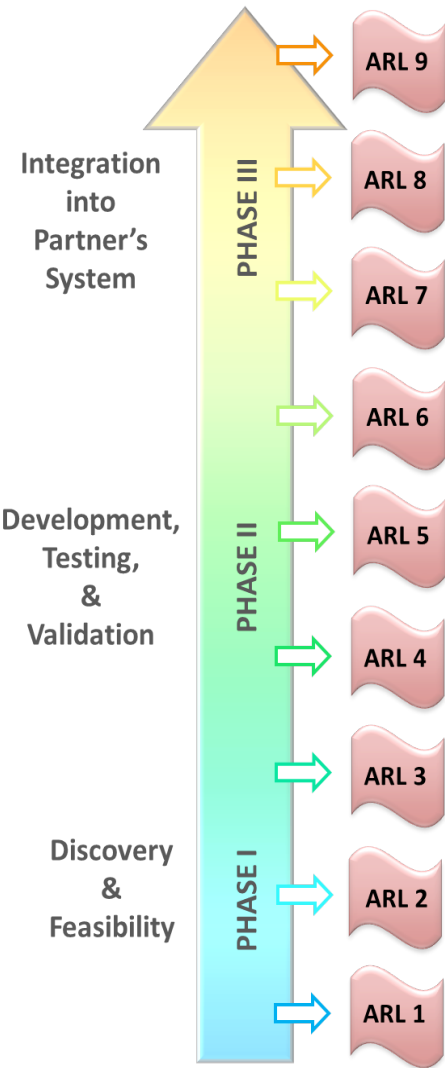 ARL 9
Integration
into
Partner's
System
PHASE III
ARL 8
ARL 7
ARL 6
Development,
Testing,
&
Validation
PHASE II
ARL 5
ARL 4
ARL 3
Discovery
&
Feasibility
PHASE I
ARL 2
ARL 1